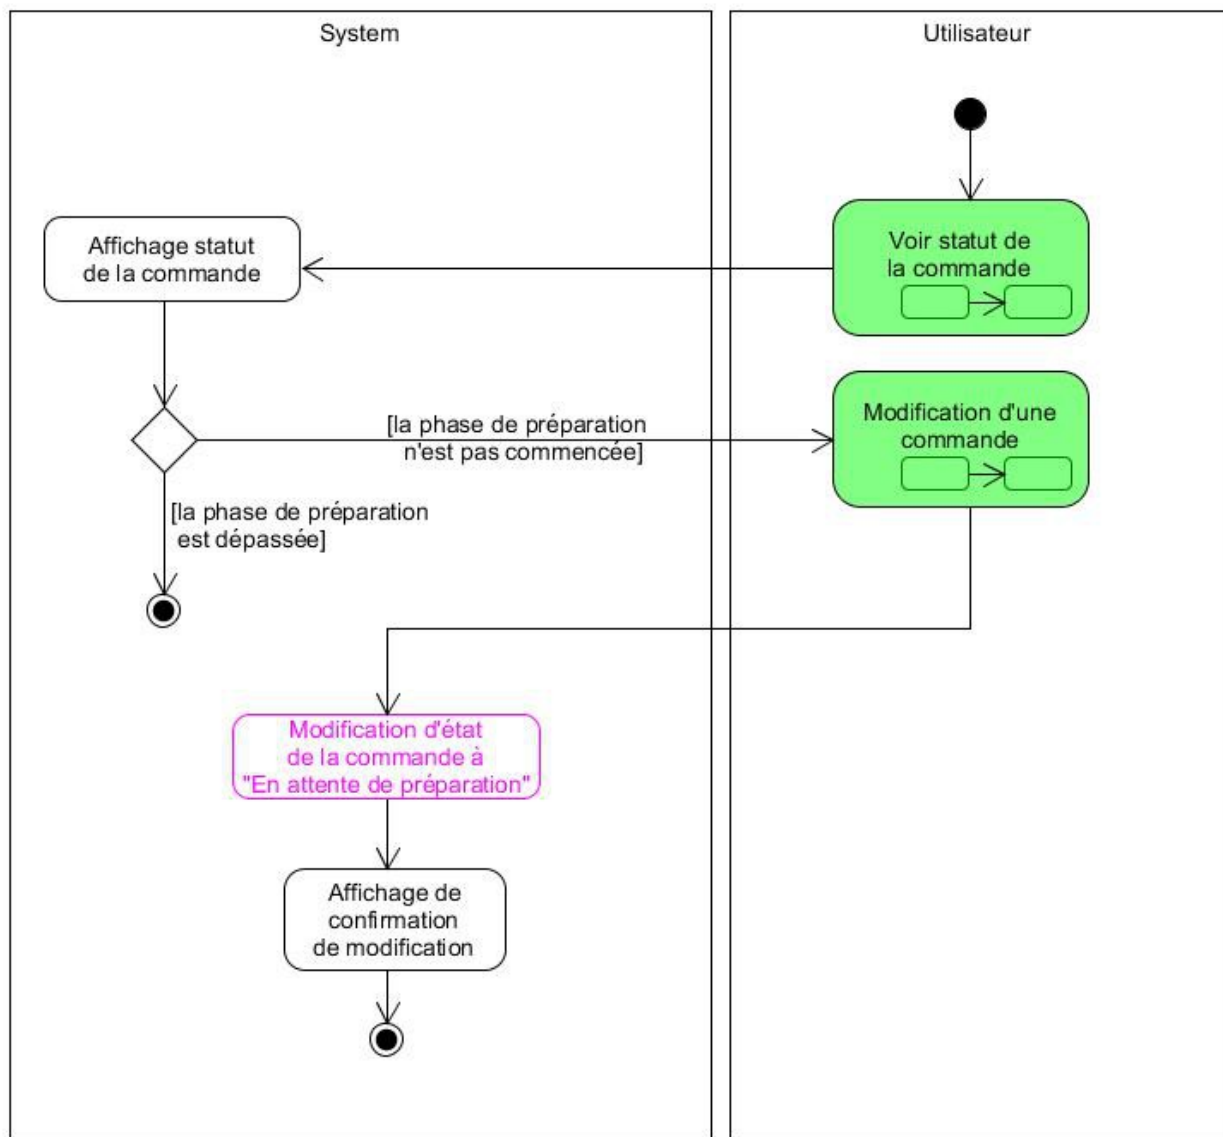 System
Utilisateur
Affichage statut
de la commande
Voir statut de
la commande
[la phase de préparation
n'est pas commencée]
Modification d'une
commande
[la phase de préparation
est dépassée]
Modification d'état
de la commande à
"En attente de préparation"
Affichage de
confirmation
de modification